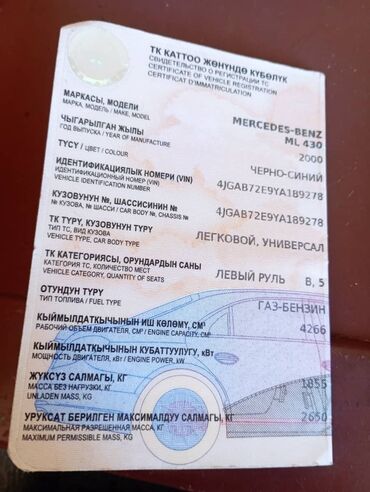 ТК КАТТОО ЖӨНҮНДӨ КҮБӨЛҮК
СВИДЕТЕЛЬСТВО О РЕГИСТРАЦИИ ТС
CERTIFICATE OF VEHICLE REGISTRATION
CERTIFICAT D'IMMATRICULATION
МАРКАСЫ, МОДЕЛИ
МАРКА, МОДЕЛЬ / MAKE, MODEL
MERCEDES-BENZ
ML 430
ЧЫГАРЫЛГАН ЖЫЛЫ
ГОД ВЫПУСКА / YEAR OF MANUFACTURE
2000
ТҮСҮ / ЦВЕТ / COLOUR
ЧЕРНО-СИНИЙ
ИДЕНТИФИКАЦИЯЛЫК НОМЕРИ (VIN)
ИДЕНТИФИКАЦИОННЫЙ НОМЕР (VIN)
VEHICLE IDENTIFICATION NUMBER
4JGAB72E9YA189278
КУЗОВУНУН №, ШАССИСИНИН №
№ КУЗОВА, № ШАССИ / CAR BODY №, CHASSIS №
4JGAB72E9YA189278
ТК ТҮРҮ, КУЗОВУНУН ТҮРҮ
ТИП ТС, ВИД КУЗОВА
VEHICLE TYPE, CAR BODY TYPE
ЛЕГКОВОЙ, УНИВЕРСАЛ
ТК КАТЕГОРИЯСЫ, ОРУНДАРДЫН САНЫ
КАТЕГОРИЯ ТС, КОЛИЧЕСТВО МЕСТ
VEHICLE CATEGORY, QUANTITY OF SEATS
ЛЕВЫЙ РУЛЬ B, 5
ОТУНДУН ТҮРҮ
ТИП ТОПЛИВА / FUEL TYPE
ГАЗ-БЕНЗИН
КЫЙМЫЛДАТКЫЧЫНЫН ИШ КӨЛӨМҮ, СМ³
РАБОЧИЙ ОБЪЕМ ДВИГАТЕЛЯ, СМ³ / ENGINE CAPACITY, CM³
4266
КЫЙМЫЛДАТКЫЧЫНЫН КУБАТТУУЛУГУ, кВт
МОЩНОСТЬ ДВИГАТЕЛЯ, кВт / ENGINE POWER, kW
ЖҮКСҮЗ САЛМАГЫ, КГ
МАССА БЕЗ НАГРУЗКИ, КГ
UNLADEN MASS, KG
1855
УРУКСАТ БЕРИЛГЕН МАКСИМАЛДУУ САЛМАГЫ, КГ
МАКСИМАЛЬНАЯ РАЗРЕШЕННАЯ МАССА, КГ
MAXIMUM PERMISSIBLE MASS, KG
2650